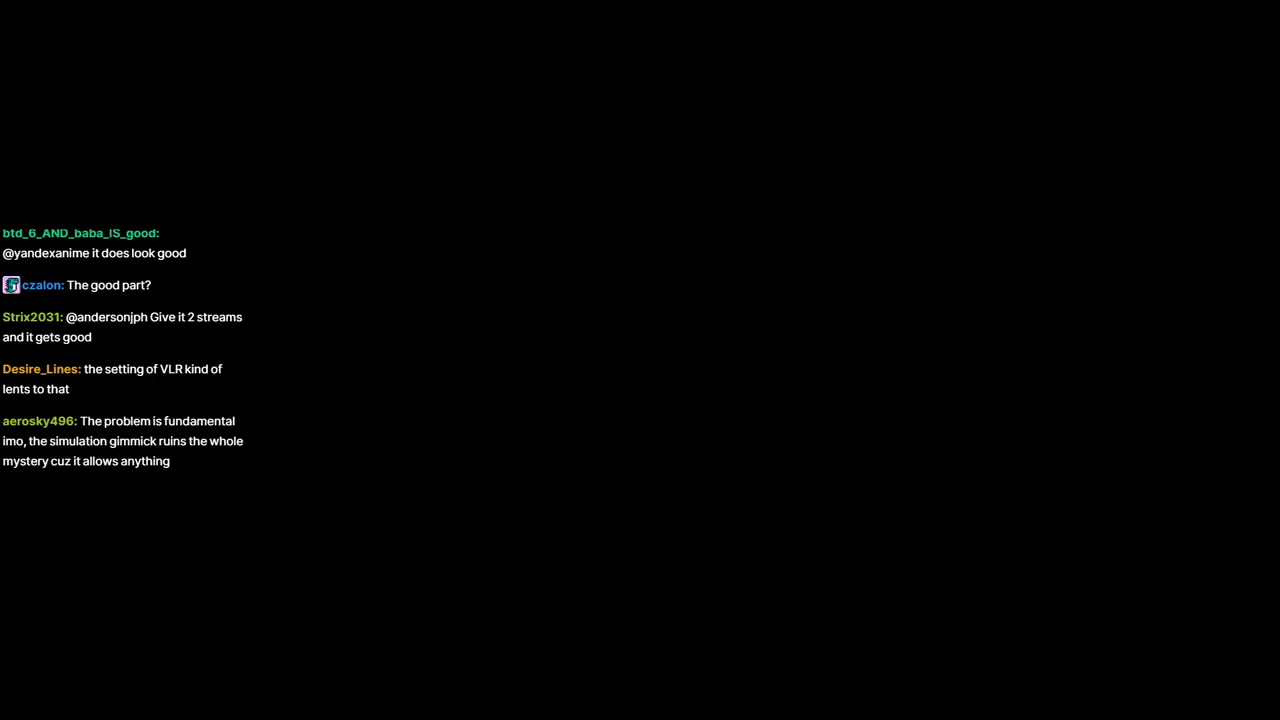 btd_6_AND_baba_IS_good:
@yandexanime it does look good
czalon: The good part?
Strix2031: @andersonjph Give it 2 streams
and it gets good
Desire_Lines: the setting of VLR kind of
lents to that
aerosky496: The problem is fundamental
imo, the simulation gimmick ruins the whole
mystery cuz it allows anything